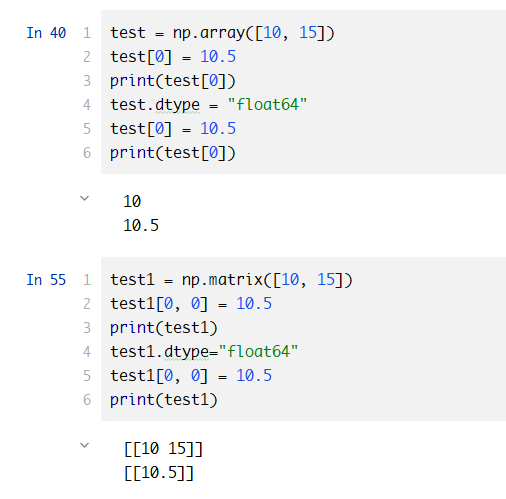 In 40 1 test = np.array([10, 15])
2 test[0] = 10.5
3 print(test[0])
4 test.dtype = "float64"
5 test[0] = 10.5
6 print(test[0])
10
10.5
In 55 1 test1 = np.matrix([10, 15])
2 test1[0, 0] = 10.5
3 print(test1)
4 test1.dtype="float64"
5 test1[0, 0] = 10.5
6 print(test1)
[[10 15]]
[[10.5]]